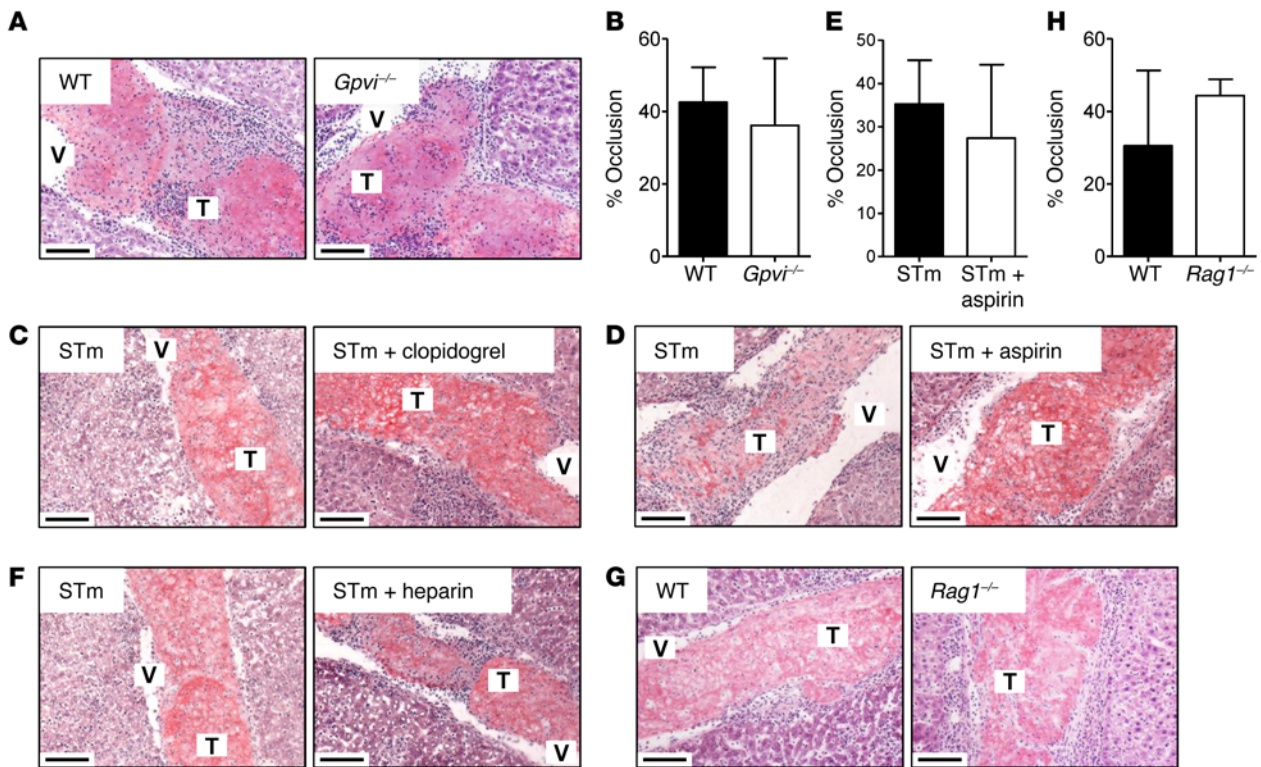 A
WT
V
T
Gpvi–/–
V
T
B
% Occlusion
60
40
20
0
WT
Gpvi–/–
E
% Occlusion
50
40
30
20
10
0
STm
STm +
aspirin
H
% Occlusion
60
40
20
0
WT
Rag1–/–
C
STm
V
T
STm + clopidogrel
T
V
D
STm
V
T
STm + aspirin
T
V
F
STm
V
T
STm + heparin
T
V
G
WT
T
V
Rag1–/–
T